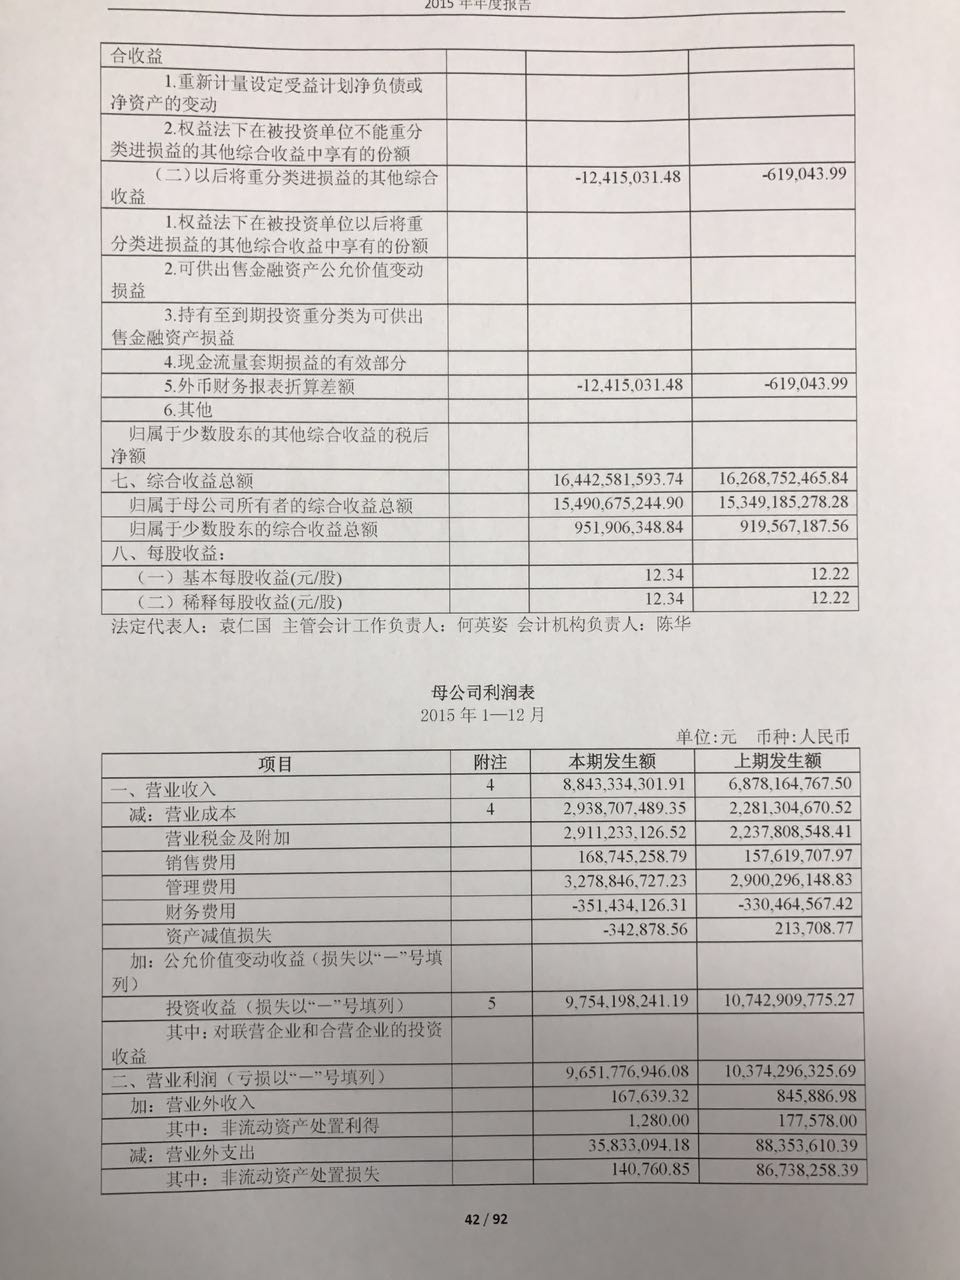 2015 年年度报告
合收益
1.重新计量设定受益计划净负债或
净资产的变动
2.权益法下在被投资单位不能重分
类进损益的其他综合收益中享有的份额
（二）以后将重分类进损益的其他综合 -12,415,031.48 -619,043.99
收益
1.权益法下在被投资单位以后将重
分类进损益的其他综合收益中享有的份额
2.可供出售金融资产公允价值变动
损益
3.持有至到期投资重分类为可供出
售金融资产损益
4.现金流量套期损益的有效部分
5.外币财务报表折算差额 -12,415,031.48 -619,043.99
6.其他
归属于少数股东的其他综合收益的税后
净额
七、综合收益总额 16,442,581,593.74 16,268,752,465.84
归属于母公司所有者的综合收益总额 15,490,675,244.90 15,349,185,278.28
归属于少数股东的综合收益总额 951,906,348.84 919,567,187.56
八、每股收益：
（一）基本每股收益(元/股) 12.34 12.22
（二）稀释每股收益(元/股) 12.34 12.22
法定代表人：袁仁国 主管会计工作负责人：何英姿 会计机构负责人：陈华
母公司利润表
2015 年 1—12 月
单位:元 币种:人民币
项目 附注 本期发生额 上期发生额
一、营业收入 4 8,843,334,301.91 6,878,164,767.50
减：营业成本 4 2,938,707,489.35 2,281,304,670.52
营业税金及附加 2,911,233,126.52 2,237,808,548.41
销售费用 168,745,258.79 157,619,707.97
管理费用 3,278,846,727.23 2,900,296,148.83
财务费用 -351,434,126.31 -330,464,567.42
资产减值损失 -342,878.56 213,708.77
加：公允价值变动收益（损失以“－”号填
列）
投资收益（损失以“－”号填列） 5 9,754,198,241.19 10,742,909,775.27
其中：对联营企业和合营企业的投资
收益
二、营业利润（亏损以“－”号填列） 9,651,776,946.08 10,374,296,325.69
加：营业外收入 167,639.32 845,886.98
其中：非流动资产处置利得 1,280.00 177,578.00
减：营业外支出 35,833,094.18 88,353,610.39
其中：非流动资产处置损失 140,760.85 86,738,258.39
42 / 92